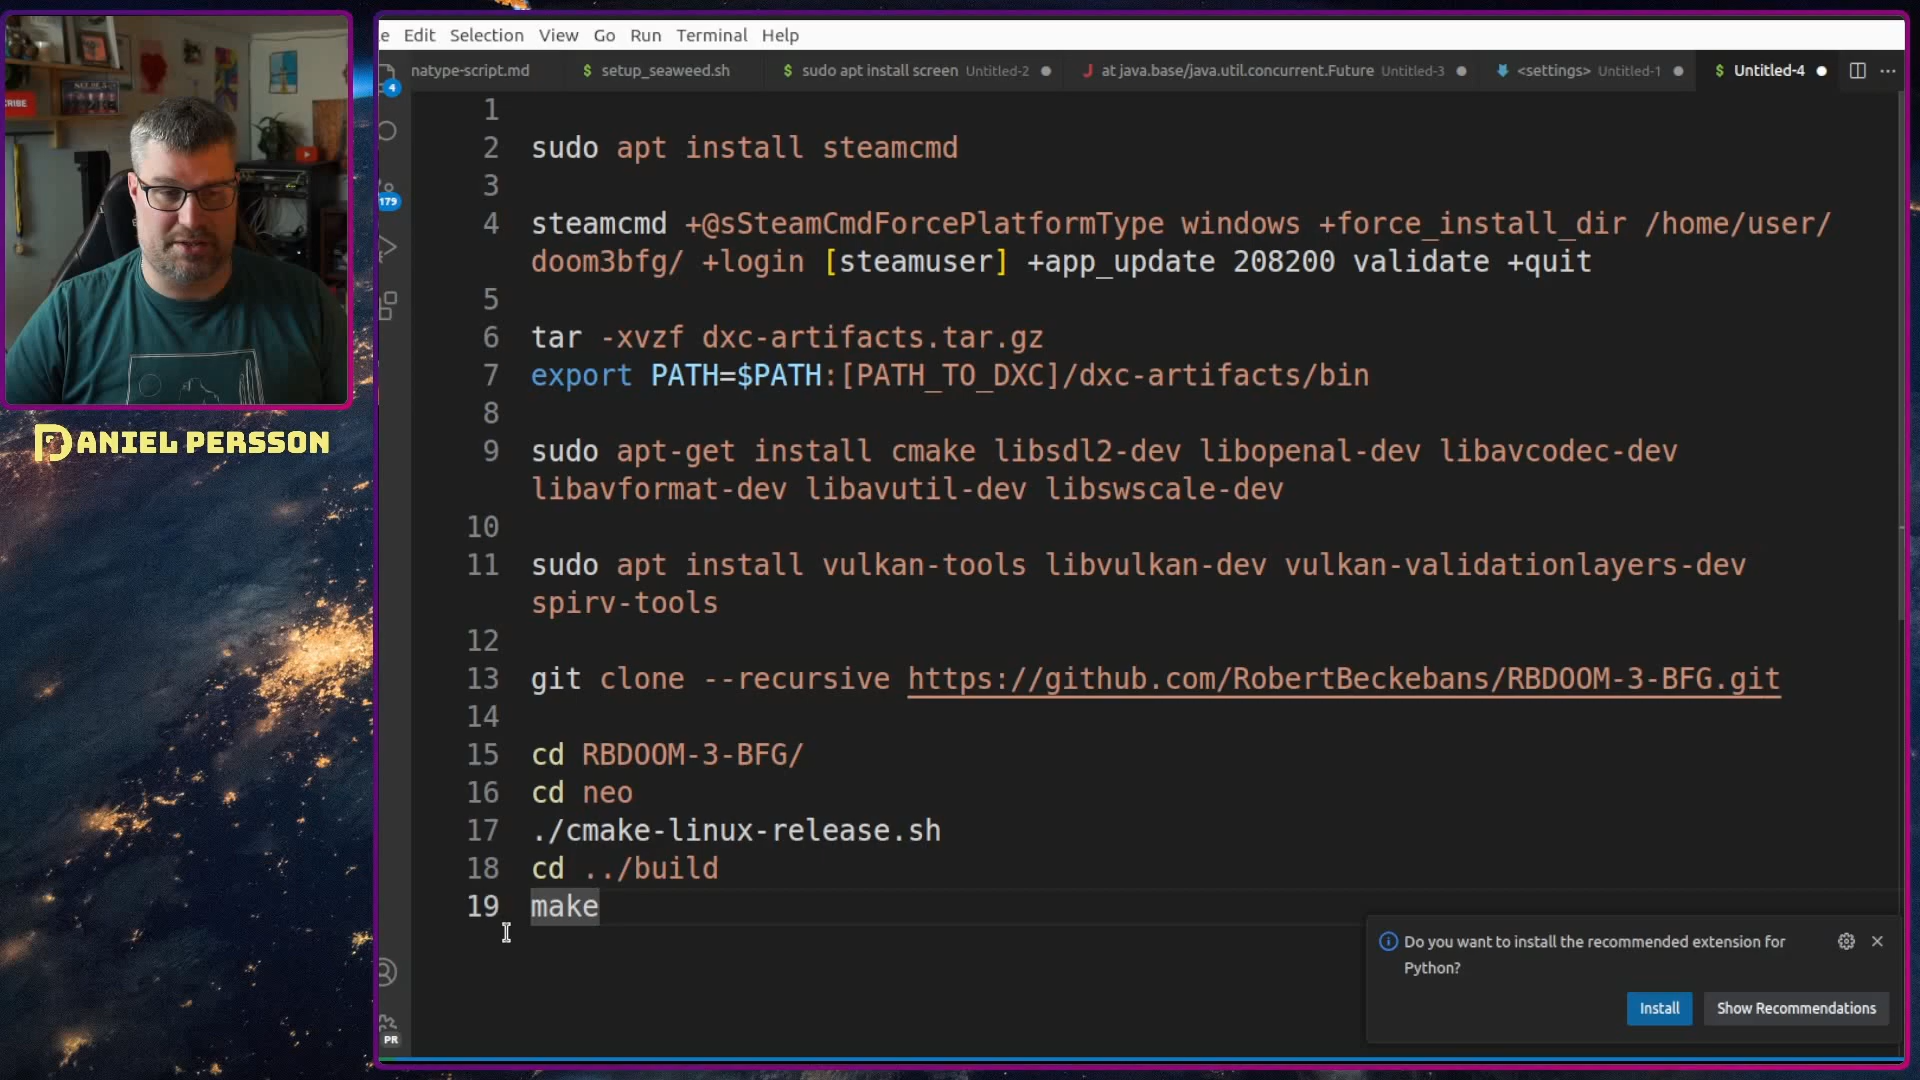 Edit Selection View Go Run Terminal Help
natype-script.md $ setup_seaweed.sh $ sudo apt install screen Untitled-2 J at java.base/java.util.concurrent.Future Untitled-3 <settings> Untitled-1 $ Untitled-4
4
179
1
2 sudo apt install steamcmd
3
4 steamcmd +@sSteamCmdForcePlatformType windows +force_install_dir /home/user/
doom3bfg/ +login [steamuser] +app_update 208200 validate +quit
5
6 tar -xvzf dxc-artifacts.tar.gz
7 export PATH=$PATH:[PATH_TO_DXC]/dxc-artifacts/bin
8
9 sudo apt-get install cmake libsdl2-dev libopenal-dev libavcodec-dev
libavformat-dev libavutil-dev libswscale-dev
10
11 sudo apt install vulkan-tools libvulkan-dev vulkan-validationlayers-dev
spirv-tools
12
13 git clone --recursive https://github.com/RobertBeckebans/RBDOOM-3-BFG.git
14
15 cd RBDOOM-3-BFG/
16 cd neo
17 ./cmake-linux-release.sh
18 cd ../build
19 make
Do you want to install the recommended extension for
Python?
Install Show Recommendations
PR
DANIEL PERSSON